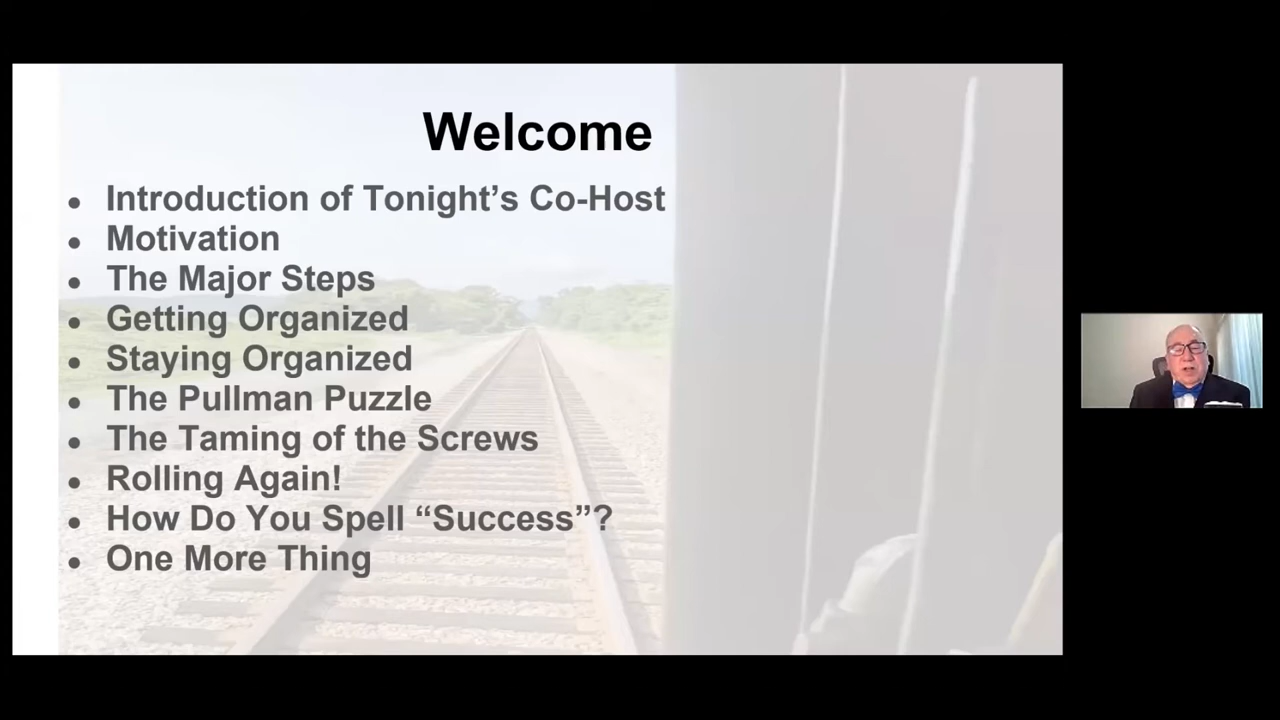 Welcome
• Introduction of Tonight’s Co-Host
• Motivation
• The Major Steps
• Getting Organized
• Staying Organized
• The Pullman Puzzle
• The Taming of the Screws
• Rolling Again!
• How Do You Spell “Success”?
• One More Thing